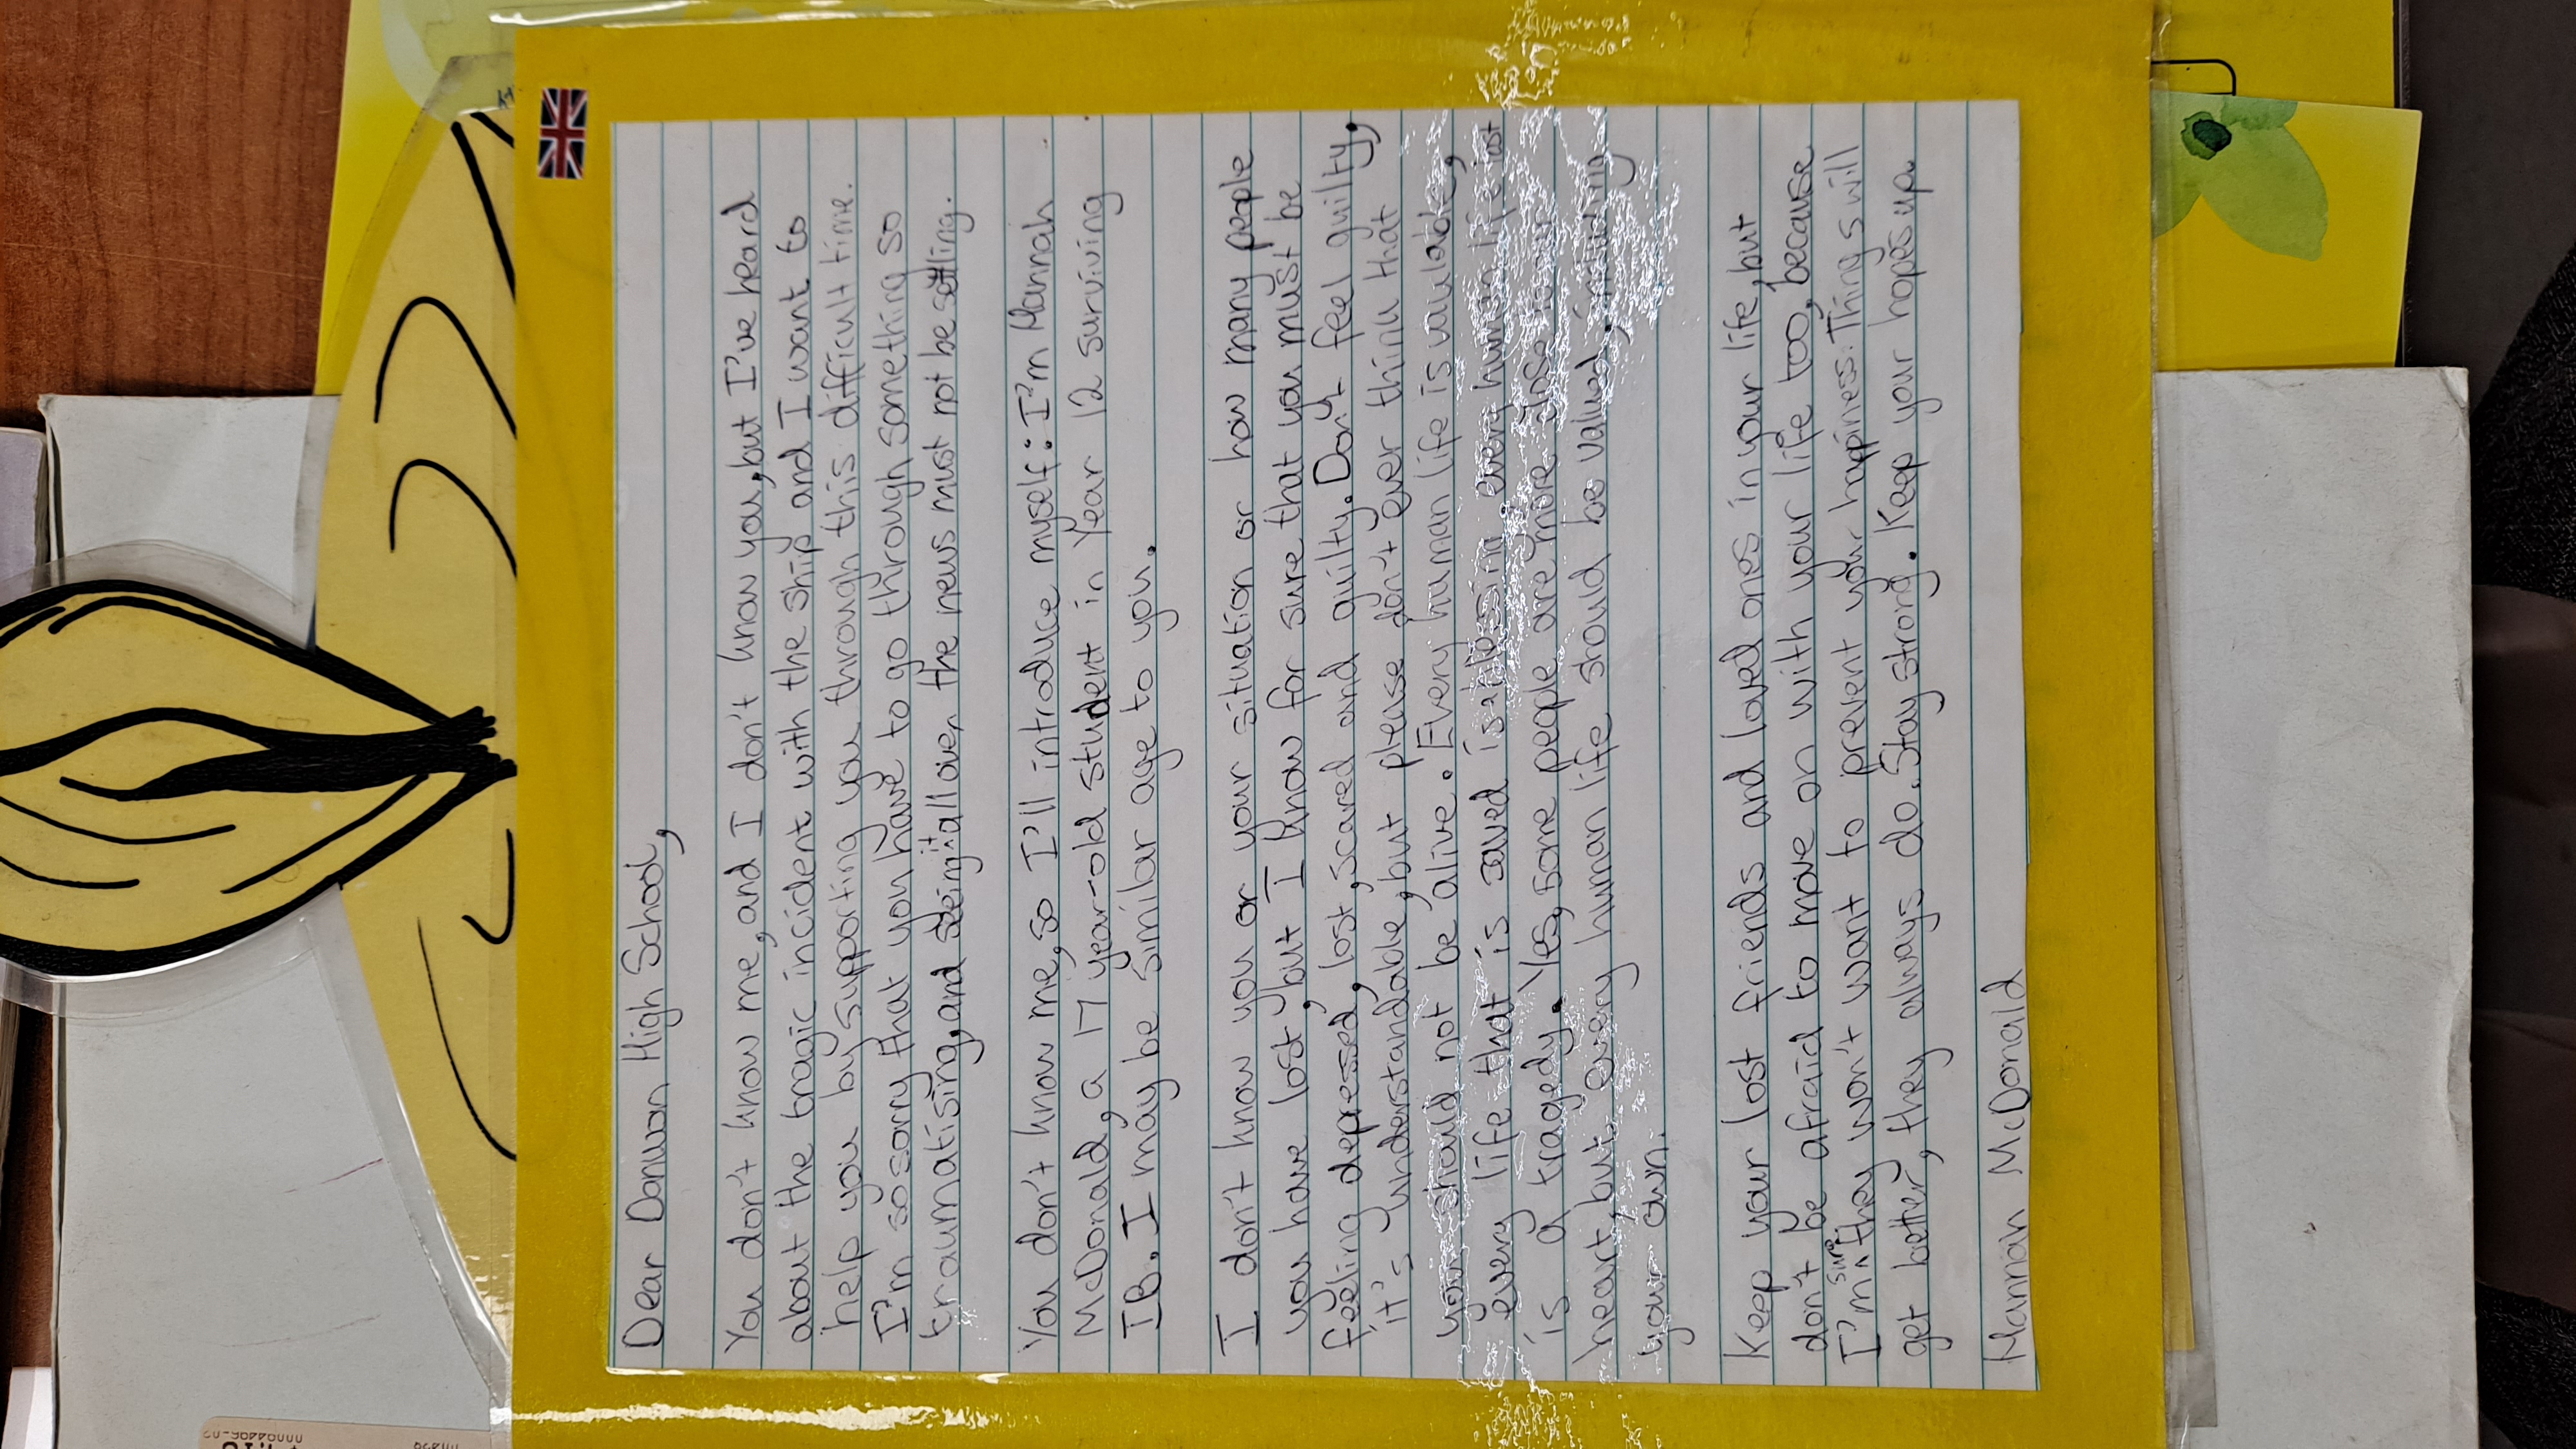 Dear Danwon High School,
You don't know me, and I don't know you, but I've heard
about the tragic incident with the ship and I want to
help you by supporting you through this difficult time.
I'm so sorry that you have to go through something so
traumatising, and seeing it all over the news must not be settling.
You don't know me, so I'll introduce myself: I'm Hannah
McDonald, a 17 year-old student in Year 12 surviving
IB. I may be similar age to you.
I don't know you or your situation or how many people
you have lost, but I know for sure that you must be
feeling depressed, lost, scared and guilty. Don't feel guilty,
it's understandable, but please don't ever think that
you should not be alive. Every human life is vaulable,
every life that is saved is a blessing, every human life lost
is a tragedy. Yes, some people are more close to our
heart, but every human life should be valued, including
your own.
Keep your lost friends and loved ones in your life, but
don't be afraid to move on with your life too, because
I'm sure they won't want to prevent your happiness. Things will
get better, they always do. Stay strong. Keep your hopes up.
Hannah McDonald